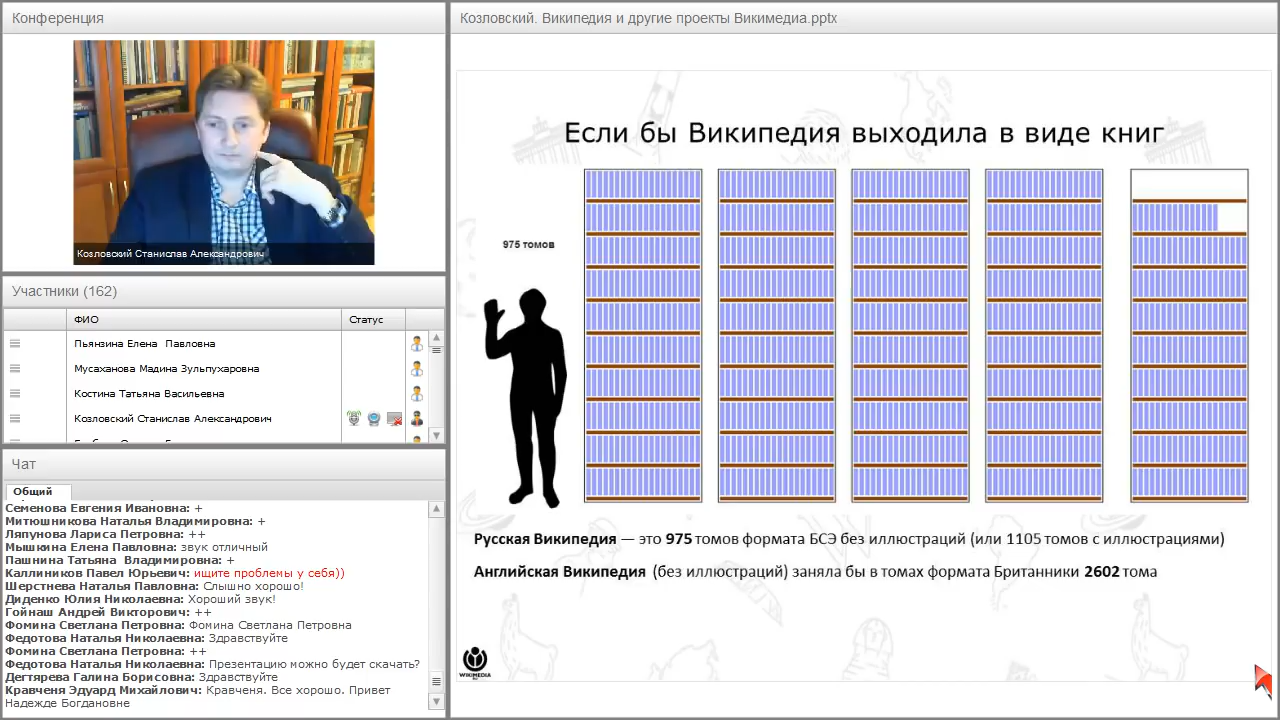 Конференция
Козловский Станислав Александрович
Участники (162)
ФИО Статус
Пьянзина Елена Павловна
Мусаханова Мадина Зульпухаровна
Костина Татьяна Васильевна
Козловский Станислав Александрович
Чат
Общий
Семенова Евгения Ивановна: +
Митюшникова Наталья Владимировна: +
Ляпунова Лариса Петровна: ++
Мышкина Елена Павловна: звук отличный
Пашнина Татьяна Владимировна: +
Каллиников Павел Юрьевич: ищите проблемы у себя))
Шерстнева Наталья Павловна: Слышно хорошо!
Диденко Юлия Николаевна: Хороший звук!
Гойнаш Андрей Викторович: ++
Фомина Светлана Петровна: Фомина Светлана Петровна
Федотова Наталья Николаевна: Здравствуйте
Фомина Светлана Петровна: ++
Федотова Наталья Николаевна: Презентацию можно будет скачать?
Дегтярева Галина Борисовна: Здравствуйте
Кравченя Эдуард Михайлович: Кравченя. Все хорошо. Привет
Надежде Богдановне
Козловский. Википедия и другие проекты Викимедиа.pptx
Если бы Википедия выходила в виде книг
975 томов
Русская Википедия — это 975 томов формата БСЭ без иллюстраций (или 1105 томов с иллюстрациями)
Английская Википедия (без иллюстраций) заняла бы в томах формата Британники 2602 тома
WIKIMEDIA
RU